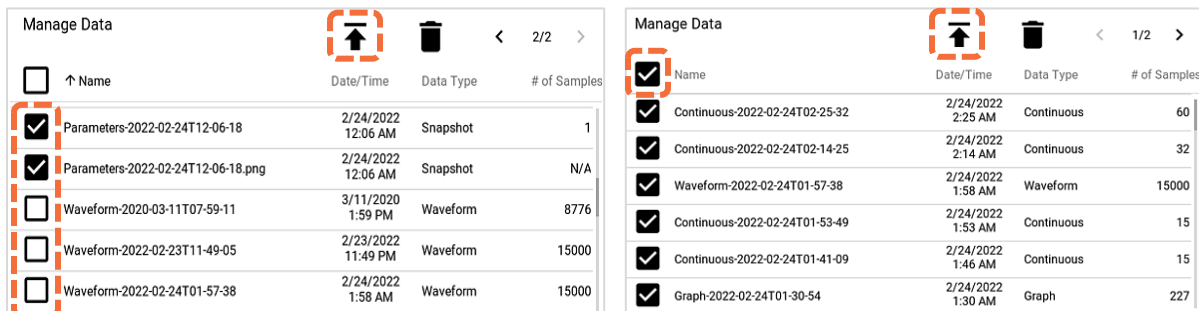 Manage Data
2/2
Name Date/Time Data Type # of Samples
Parameters-2022-02-24T12-06-18 2/24/2022 12:06 AM Snapshot 1
Parameters-2022-02-24T12-06-18.png 2/24/2022 12:06 AM Snapshot N/A
Waveform-2020-03-11T07-59-11 3/11/2020 1:59 PM Waveform 8776
Waveform-2022-02-23T11-49-05 2/23/2022 11:49 PM Waveform 15000
Waveform-2022-02-24T01-57-38 2/24/2022 1:58 AM Waveform 15000
Manage Data
1/2
Name Date/Time Data Type # of Samples
Continuous-2022-02-24T02-25-32 2/24/2022 2:25 AM Continuous 60
Continuous-2022-02-24T02-14-25 2/24/2022 2:14 AM Continuous 32
Waveform-2022-02-24T01-57-38 2/24/2022 1:58 AM Waveform 15000
Continuous-2022-02-24T01-53-49 2/24/2022 1:53 AM Continuous 15
Continuous-2022-02-24T01-41-09 2/24/2022 1:46 AM Continuous 15
Graph-2022-02-24T01-30-54 2/24/2022 1:30 AM Graph 227